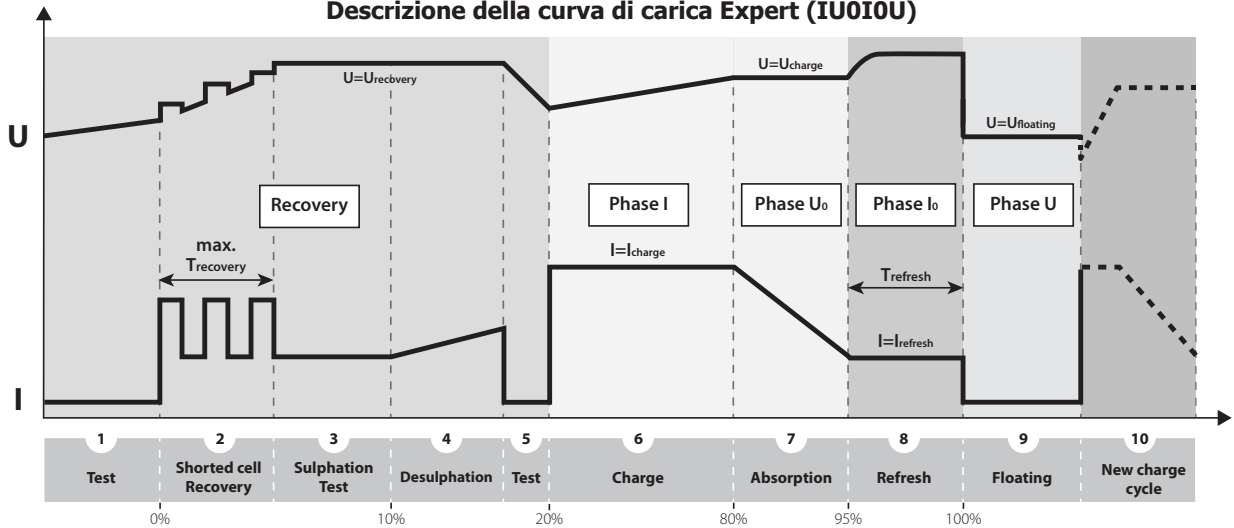 Descrizione della curva di carica Expert (IU0I0U)
U
U=Urecovery
U=Ucharge
U=Ufloating
Recovery
Phase I
Phase U0
Phase I0
Phase U
max.
Trecovery
I=Icharge
Trefresh
I=Irefresh
I
1
2
3
4
5
6
7
8
9
10
Test
Shorted cell
Recovery
Sulphation
Test
Desulphation
Test
Charge
Absorption
Refresh
Floating
New charge
cycle
0%
10%
20%
80%
95%
100%